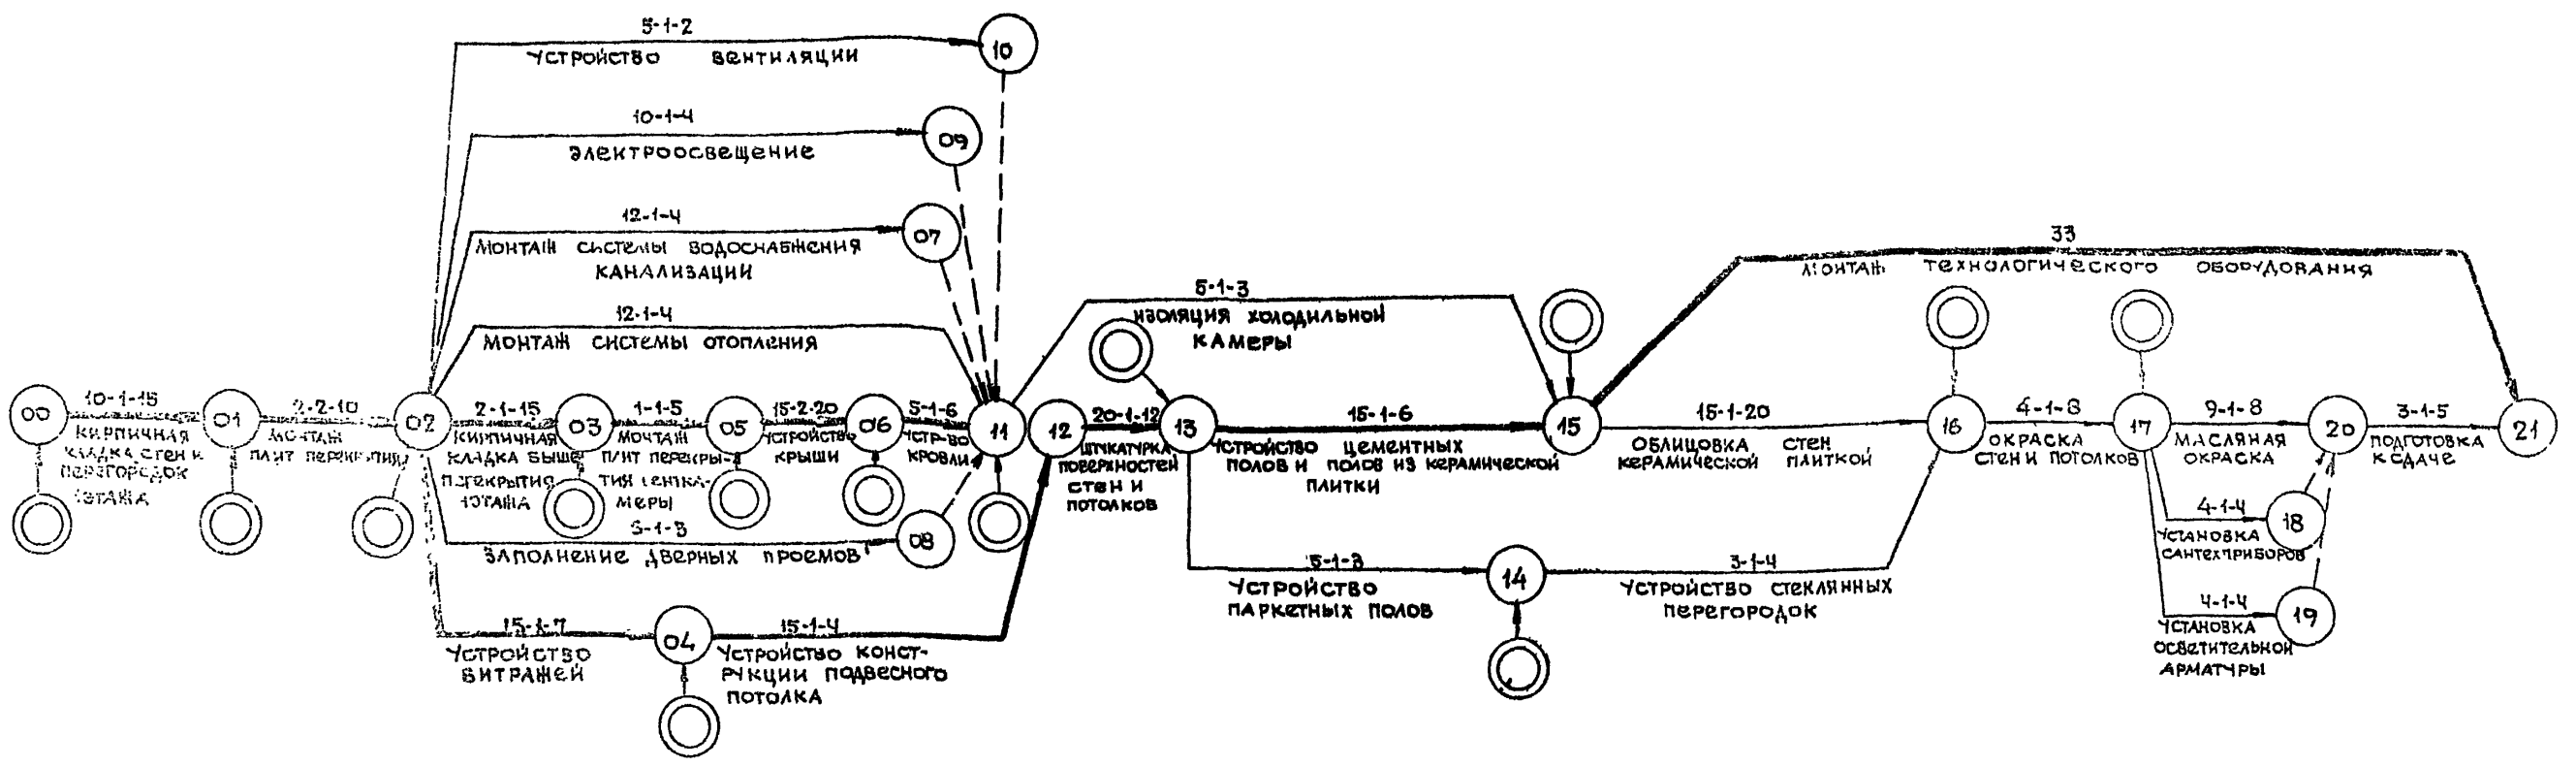 5-1-2
УСТРОЙСТВО ВЕНТИЛЯЦИИ
10
10-1-4
ЭЛЕКТРООСВЕЩЕНИЕ
09
12-1-4
МОНТАЖ СИСТЕМЫ ВОДОСНАБЖЕНИЯ
КАНАЛИЗАЦИИ
07
12-1-4
МОНТАЖ СИСТЕМЫ ОТОПЛЕНИЯ
00
10-1-15
КИРПИЧНАЯ
КЛАДКА СТЕН И
ПЕРЕГОРОДОК
1ЭТАЖА
01
2-2-10
МОНТАЖ
ПЛИТ ПЕРЕКРЫТИЯ
02
2-1-15
КИРПИЧНАЯ
КЛАДКА ВЫШЕ
ПЕРЕКРЫТИЯ
1ЭТАЖА
03
1-1-5
МОНТАЖ
ПЛИТ ПЕРЕКРЫ-
ТИЯ ВЕНТКА-
МЕРЫ
05
15-2-20
УСТРОЙСТВО
КРЫШИ
06
5-1-6
УСТР-ВО
КРОВЛИ
11
5-1-3
ЗАПОЛНЕНИЕ ДВЕРНЫХ ПРОЕМОВ
08
15-1-7
УСТРОЙСТВО
ВИТРАЖЕЙ
04
15-1-4
УСТРОЙСТВО КОНСТ-
РУКЦИИ ПОДВЕСНОГО
ПОТОЛКА
5-1-3
ИЗОЛЯЦИЯ ХОЛОДИЛЬНОЙ
КАМЕРЫ
12
20-1-12
ШТУКАТУРКА
ПОВЕРХНОСТЕЙ
СТЕН И
ПОТОЛКОВ
13
15-1-6
УСТРОЙСТВО ЦЕМЕНТНЫХ
ПОЛОВ И ПОЛОВ ИЗ КЕРАМИЧЕСКОЙ
ПЛИТКИ
15
5-1-3
УСТРОЙСТВО
ПАРКЕТНЫХ ПОЛОВ
14
3-1-4
УСТРОЙСТВО СТЕКЛЯННЫХ
ПЕРЕГОРОДОК
33
МОНТАЖ ТЕХНОЛОГИЧЕСКОГО ОБОРУДОВАНИЯ
15-1-20
ОБЛИЦОВКА СТЕН
КЕРАМИЧЕСКОЙ ПЛИТКОЙ
16
4-1-8
ОКРАСКА
СТЕН И ПОТОЛКОВ
17
9-1-8
МАСЛЯНАЯ
ОКРАСКА
20
3-1-5
ПОДГОТОВКА
К СДАЧЕ
21
4-1-4
УСТАНОВКА
САНТЕХПРИБОРОВ
18
4-1-4
УСТАНОВКА
ОСВЕТИТЕЛЬНОЙ
АРМАТУРЫ
19